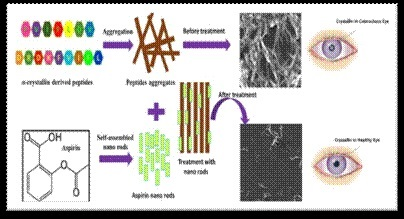 Aggregation
Before treatment
Crystallin in Cataractous Eye
α-crystallin derived peptides
Peptides aggregates
After treatment
OH
O
Aspirin
Self-assembled
nano rods
Treatment with
nano rods
Crystallin in Healthy Eye
O
O
Aspirin nano rods